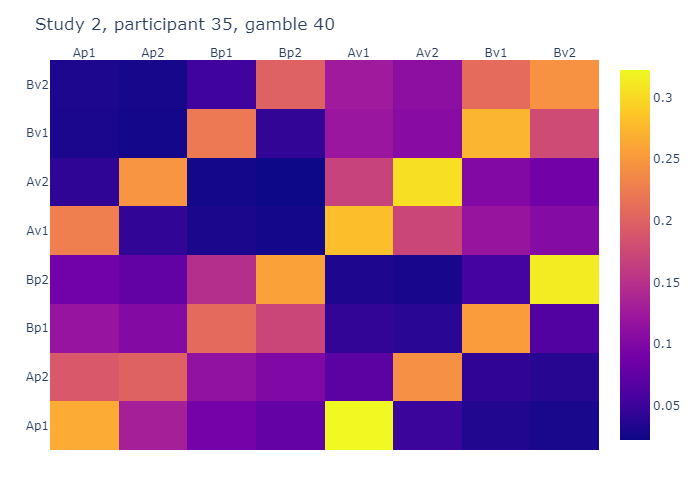 Study 2, participant 35, gamble 40
Ap1 Ap2 Bp1 Bp2 Av1 Av2 Bv1 Bv2
Bv2
Bv1
Av2
Av1
Bp2
Bp1
Ap2
Ap1
0.3
0.25
0.2
0.15
0.1
0.05